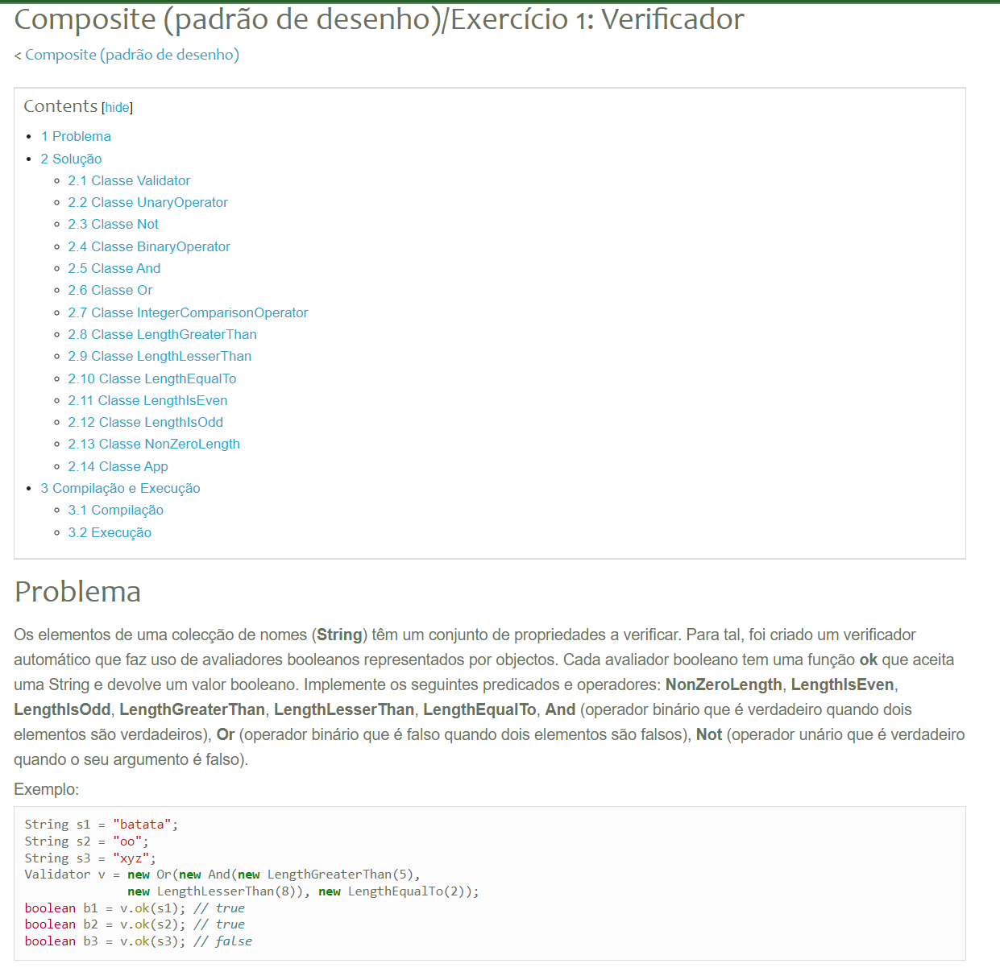 Composite (padrão de desenho)/Exercício 1: Verificador
< Composite (padrão de desenho)
Contents [hide]
• 1 Problema
• 2 Solução
◦ 2.1 Classe Validator
◦ 2.2 Classe UnaryOperator
◦ 2.3 Classe Not
◦ 2.4 Classe BinaryOperator
◦ 2.5 Classe And
◦ 2.6 Classe Or
◦ 2.7 Classe IntegerComparisonOperator
◦ 2.8 Classe LengthGreaterThan
◦ 2.9 Classe LengthLesserThan
◦ 2.10 Classe LengthEqualTo
◦ 2.11 Classe LengthIsEven
◦ 2.12 Classe LengthIsOdd
◦ 2.13 Classe NonZeroLength
◦ 2.14 Classe App
• 3 Compilação e Execução
◦ 3.1 Compilação
◦ 3.2 Execução
Problema
Os elementos de uma colecção de nomes (String) têm um conjunto de propriedades a verificar. Para tal, foi criado um verificador
automático que faz uso de avaliadores booleanos representados por objectos. Cada avaliador booleano tem uma função ok que aceita
uma String e devolve um valor booleano. Implemente os seguintes predicados e operadores: NonZeroLength, LengthIsEven,
LengthIsOdd, LengthGreaterThan, LengthLesserThan, LengthEqualTo, And (operador binário que é verdadeiro quando dois
elementos são verdadeiros), Or (operador binário que é falso quando dois elementos são falsos), Not (operador unário que é verdadeiro
quando o seu argumento é falso).
Exemplo:
String s1 = "batata";
String s2 = "oo";
String s3 = "xyz";
Validator v = new Or(new And(new LengthGreaterThan(5),
              new LengthLesserThan(8)), new LengthEqualTo(2));
boolean b1 = v.ok(s1); // true
boolean b2 = v.ok(s2); // true
boolean b3 = v.ok(s3); // false